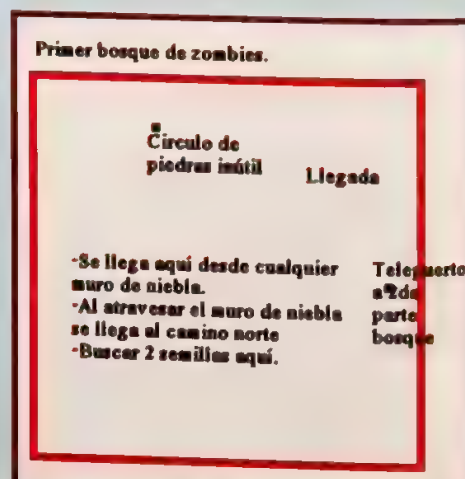 Primer bosque de zombies.
Círculo de
piedras inútil
Llegada
-Se llega aquí desde cualquier
muro de niebla.
-Al atravesar el muro de niebla
se llega al camino norte
-Buscar 2 semillas aquí.
Telepuerto
a 2da
parte
bosque